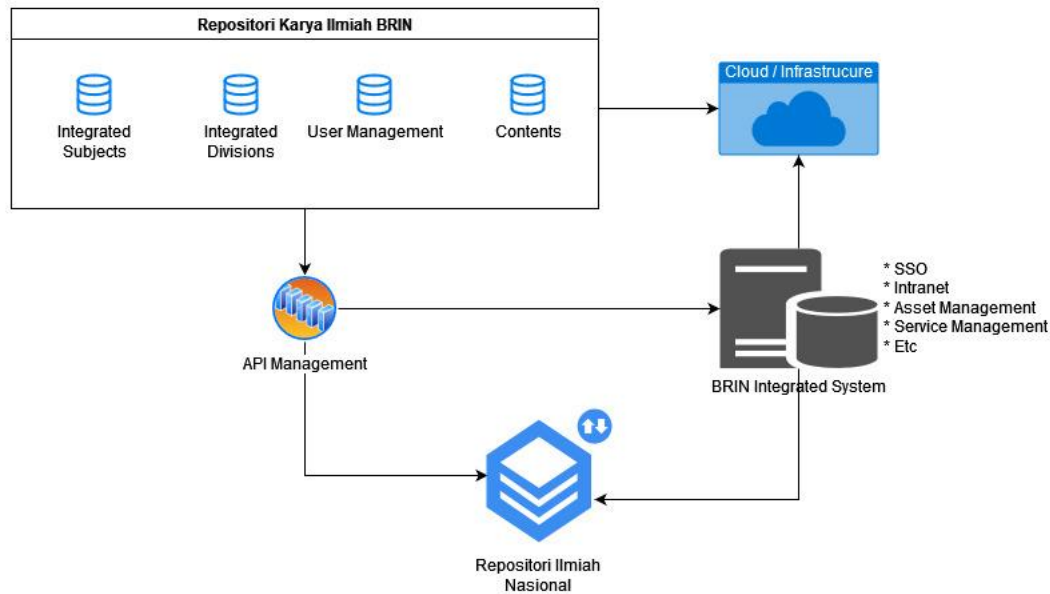 Repositori Karya Ilmiah BRIN
Integrated
Subjects
Integrated
Divisions
User Management
Contents
Cloud / Infrastrucure
API Management
* SSO
* Intranet
* Asset Management
* Service Management
* Etc
BRIN Integrated System
Repositori Ilmiah
Nasional